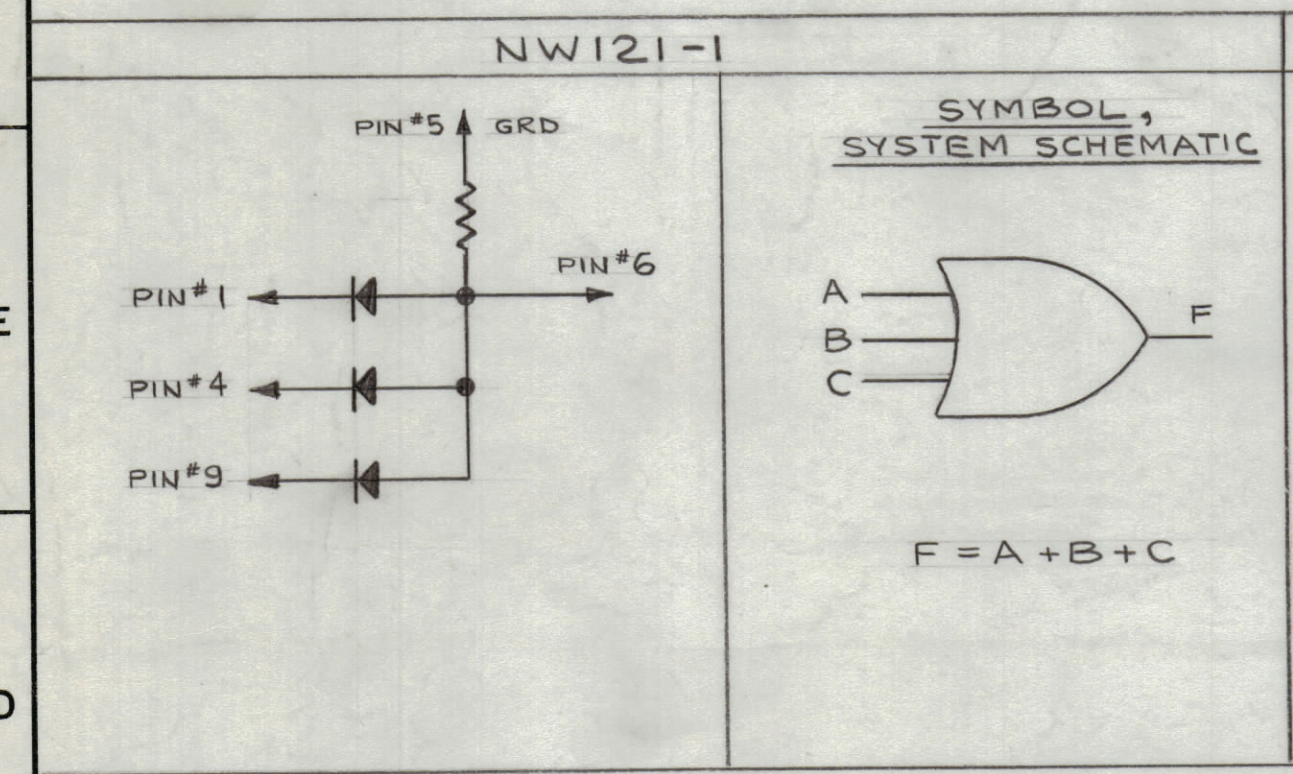 NW121-1
PIN #5 GRD
PIN #6
PIN #1
PIN #4
PIN #9
SYMBOL,
SYSTEM SCHEMATIC
A
B
C
F
F = A + B + C
E
D